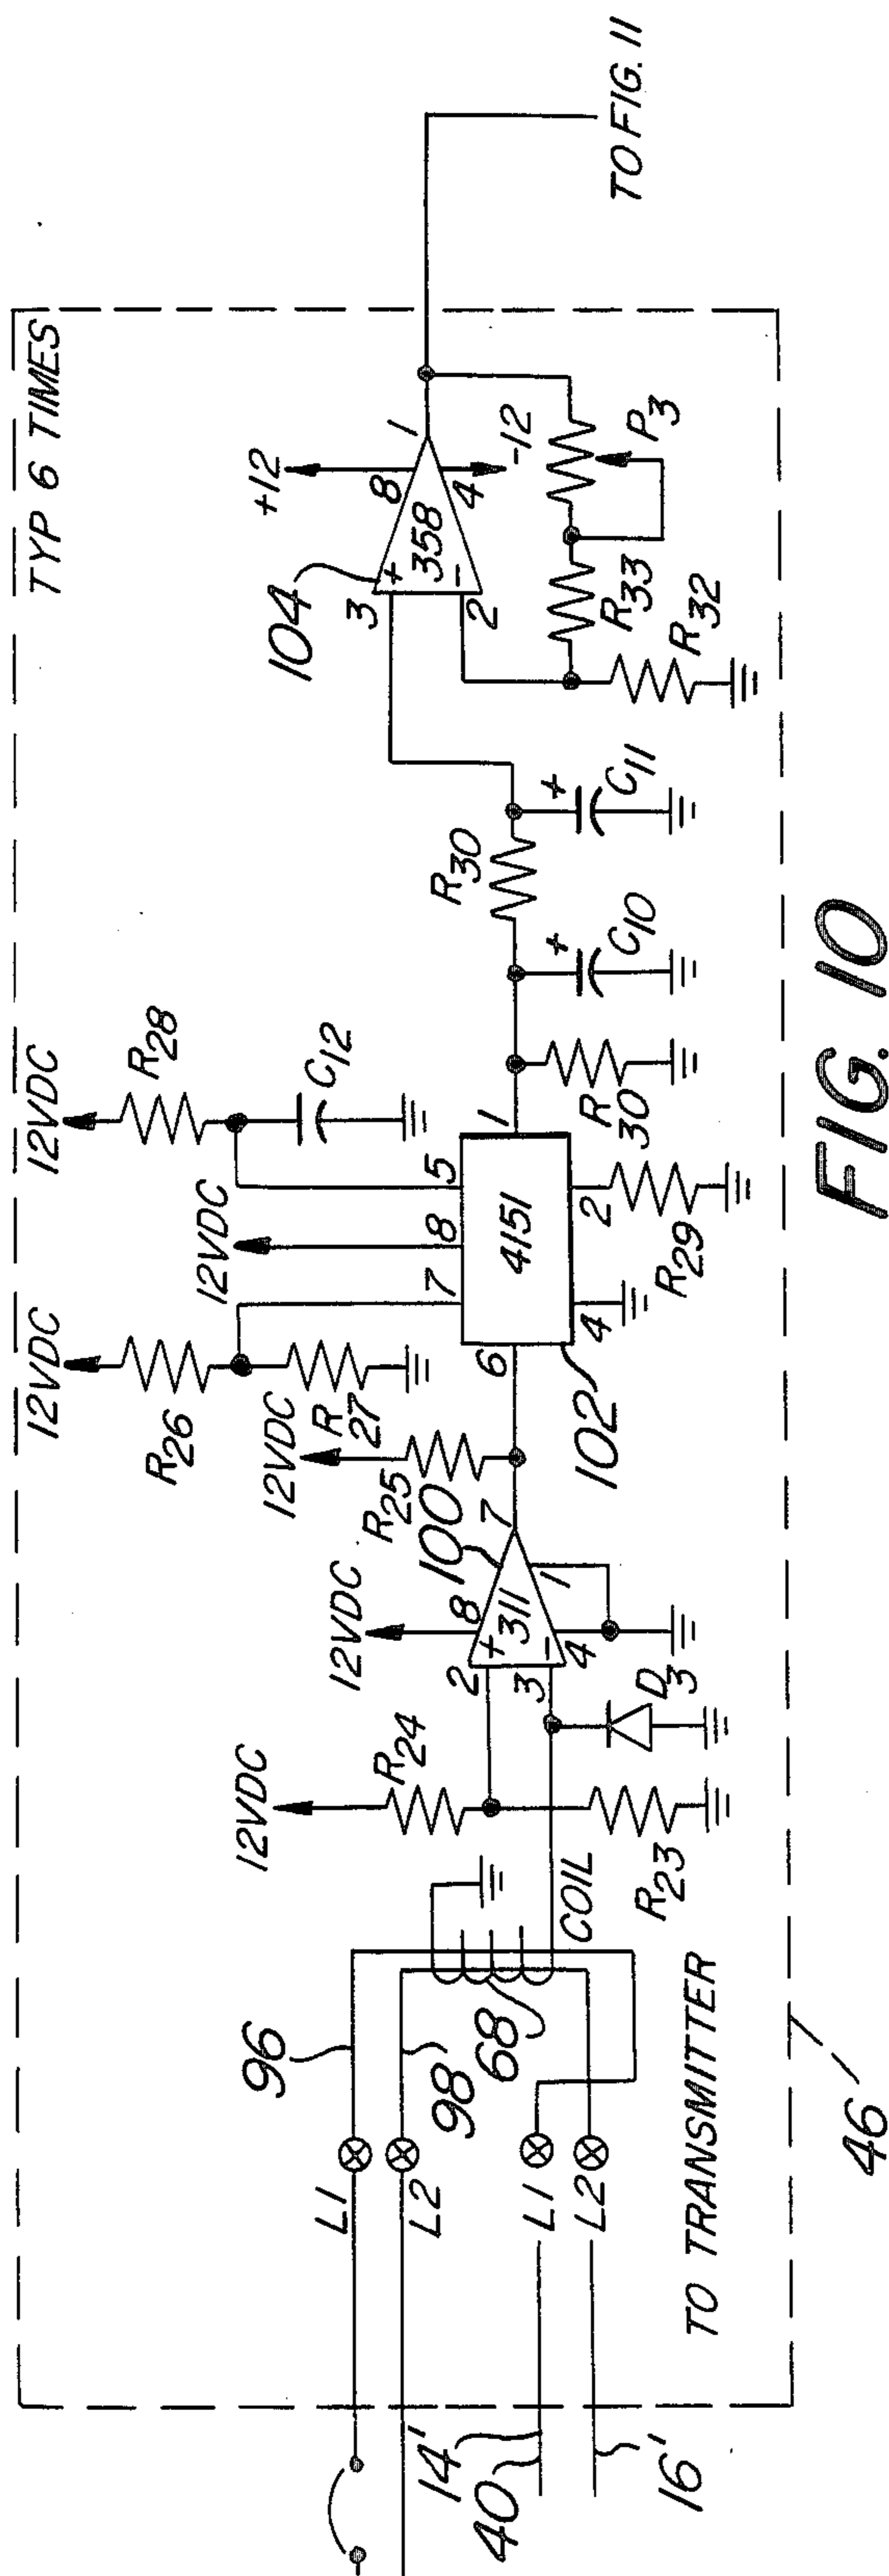 TYP 6 TIMES
12VDC
R26
R27
12VDC
12VDC
R28
C12
12VDC
R24
12VDC
12VDC
R25
100
2
+
8
311
7
3
-
4
1
D3
R23
COIL
68
96
98
L1
L2
L1
L2
14'
40
16'
TO TRANSMITTER
46'
6
7
8
5
4151
1
4
2
102
R29
R30
C10
+
R30
C11
+
104
3
+
358
8
+12
1
2
-
4
-12
R33
P3
R32
TO FIG. 11
FIG. 10